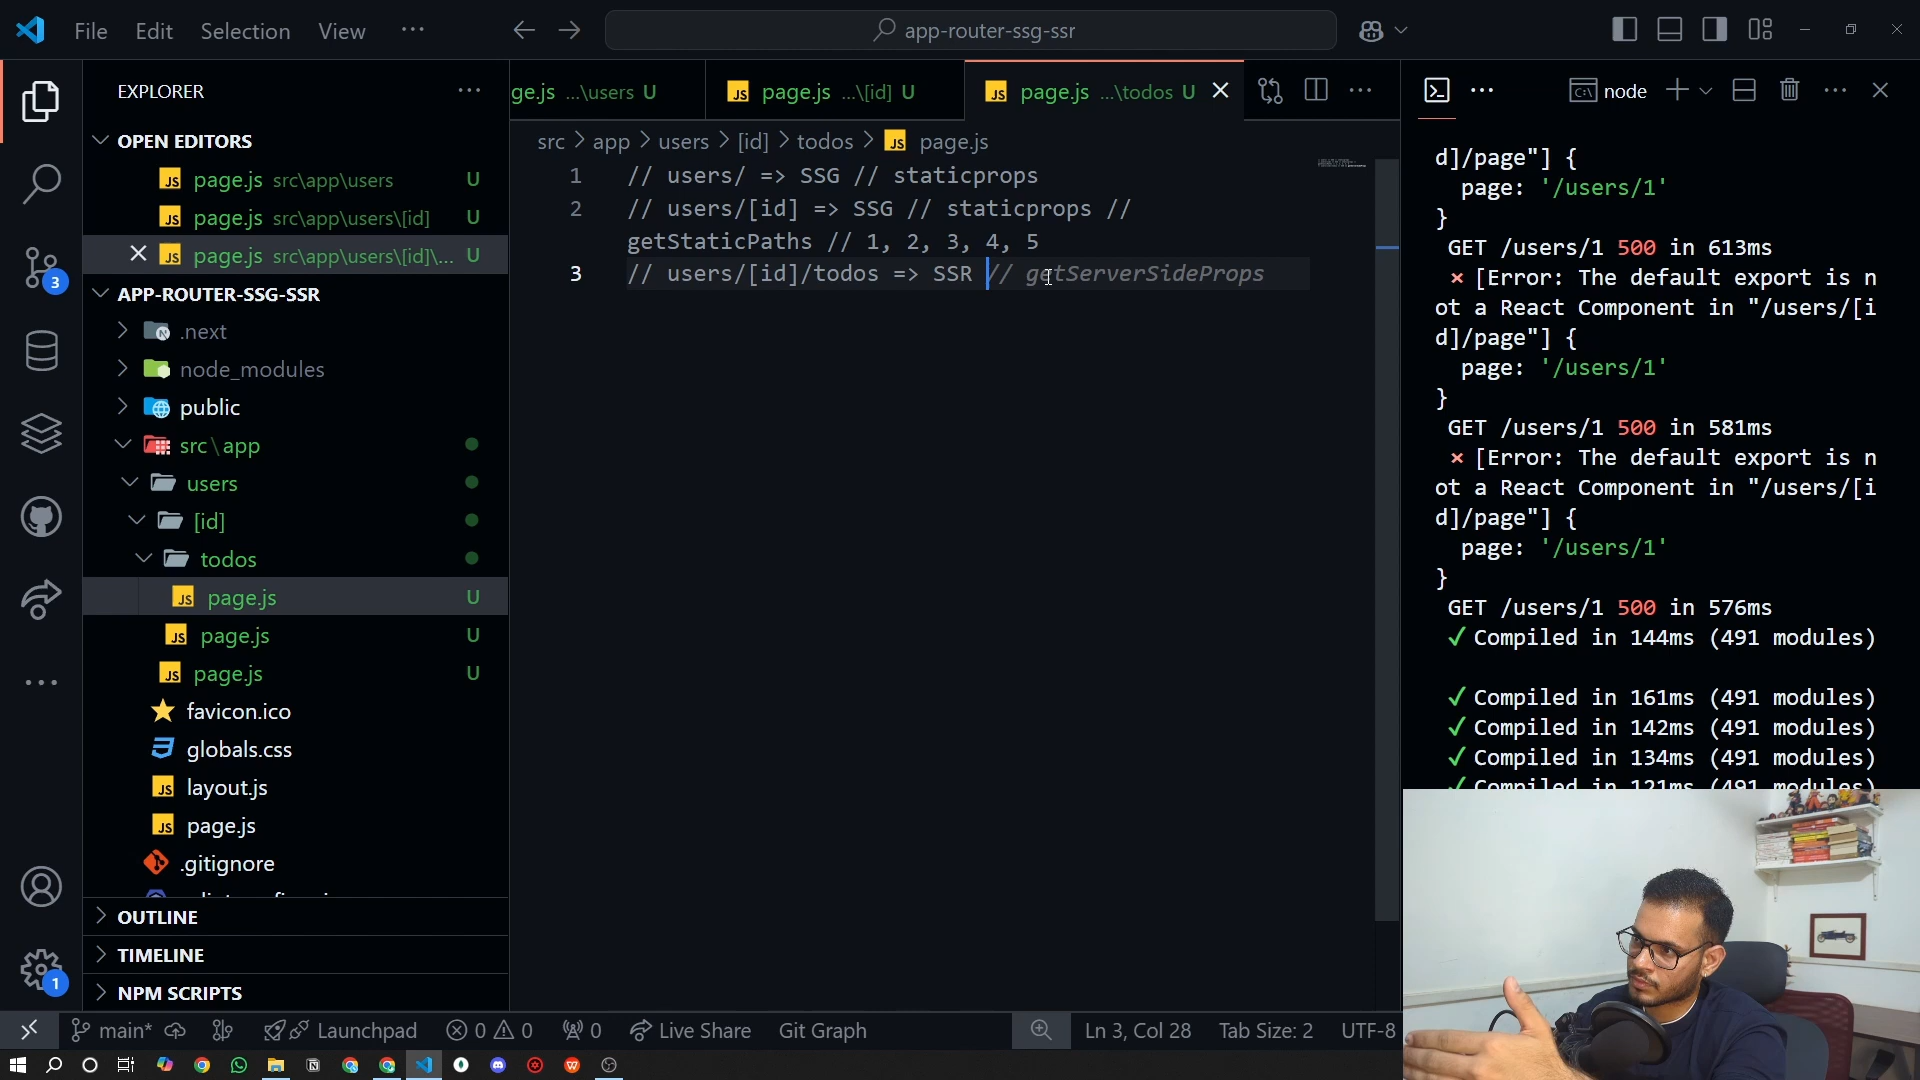 File Edit Selection View ···
app-router-ssg-ssr
EXPLORER
OPEN EDITORS
page.js src\app\users U
page.js src\app\users\[id] U
page.js src\app\users\[id]\... U
APP-ROUTER-SSG-SSR
.next
node_modules
public
src\app
users
[id]
todos
page.js U
page.js U
page.js U
favicon.ico
globals.css
layout.js
page.js
.gitignore
OUTLINE
TIMELINE
NPM SCRIPTS
3
1
ge.js ...\users U
page.js ...\[id] U
page.js ...\todos U
src > app > users > [id] > todos > page.js
1 // users/ => SSG // staticprops
2 // users/[id] => SSG // staticprops //
getStaticPaths // 1, 2, 3, 4, 5
3 // users/[id]/todos => SSR // getServerSideProps
node
d]/page"] {
page: '/users/1'
}
GET /users/1 500 in 613ms
⨯ [Error: The default export is n
ot a React Component in "/users/[i
d]/page"] {
page: '/users/1'
}
GET /users/1 500 in 581ms
⨯ [Error: The default export is n
ot a React Component in "/users/[i
d]/page"] {
page: '/users/1'
}
GET /users/1 500 in 576ms
✓ Compiled in 144ms (491 modules)
✓ Compiled in 161ms (491 modules)
✓ Compiled in 142ms (491 modules)
✓ Compiled in 134ms (491 modules)
✓ Compiled in 121ms (491 modules)
main* Launchpad 0 0 0 Live Share Git Graph Ln 3, Col 28 Tab Size: 2 UTF-8